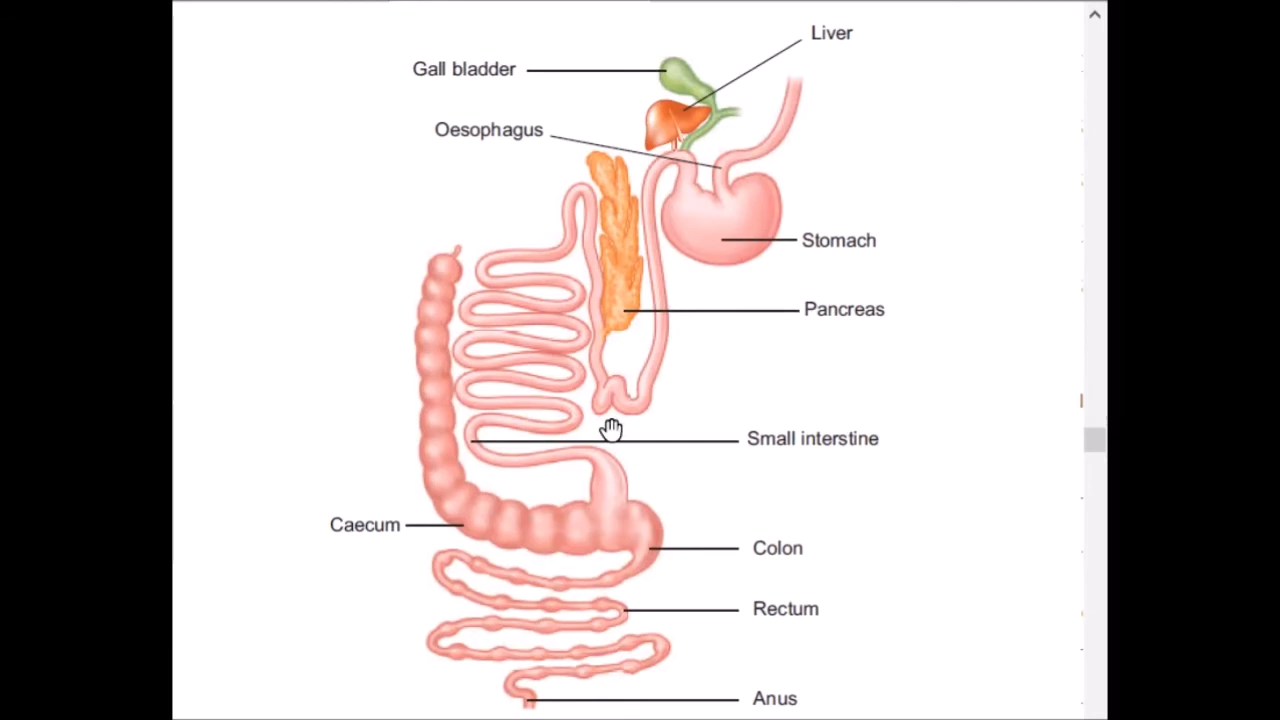 Liver
Gall bladder
Oesophagus
Stomach
Pancreas
Small interstine
Caecum
Colon
Rectum
Anus